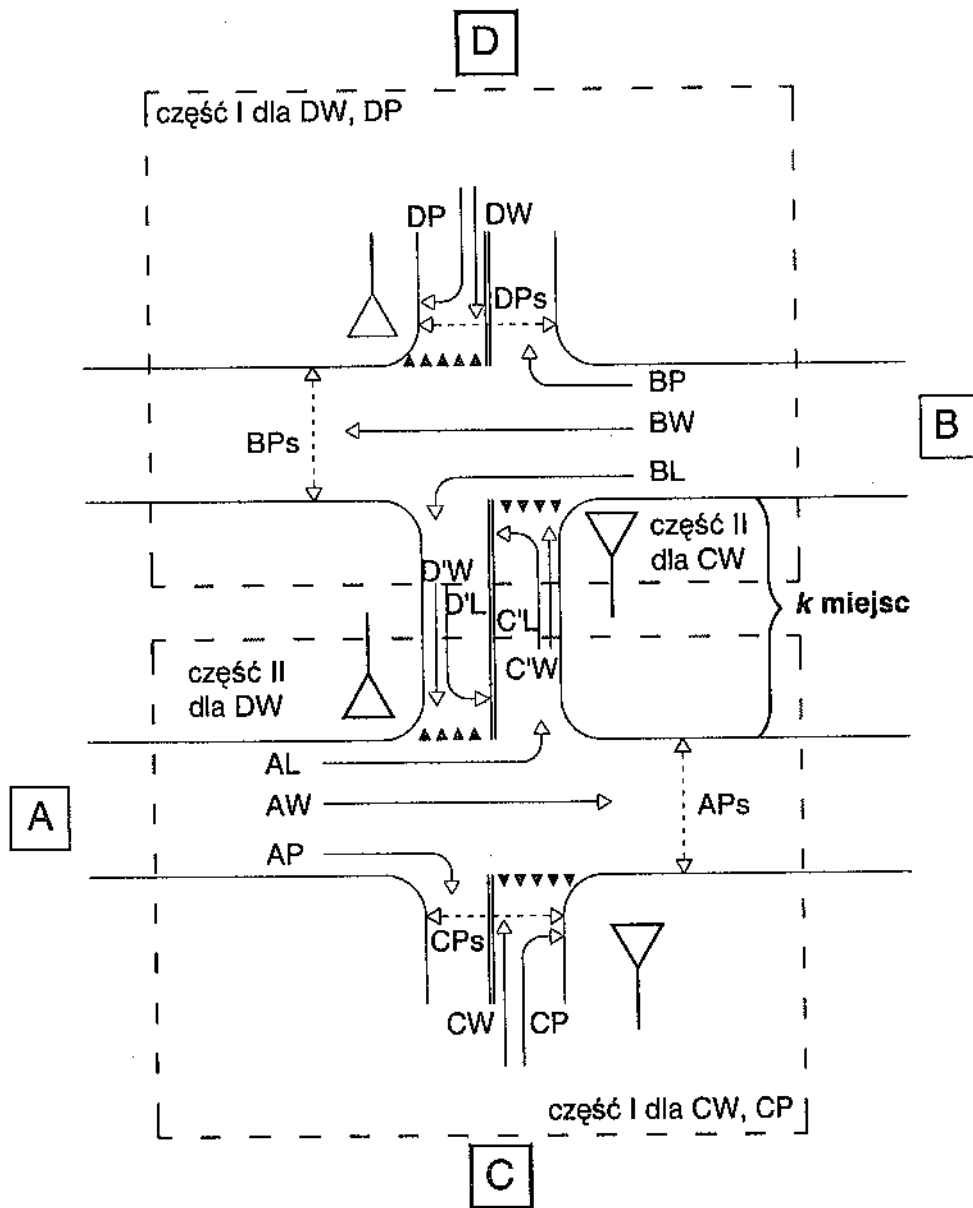 D
część I dla DW, DP
DP
DW
DPs
BP
BPs
BW
B
BL
część II
dla CW
D'W
D'L
C'L
C'W
k miejsc
część II
dla DW
AL
A
AW
APs
AP
CPs
CW
CP
część I dla CW, CP
C